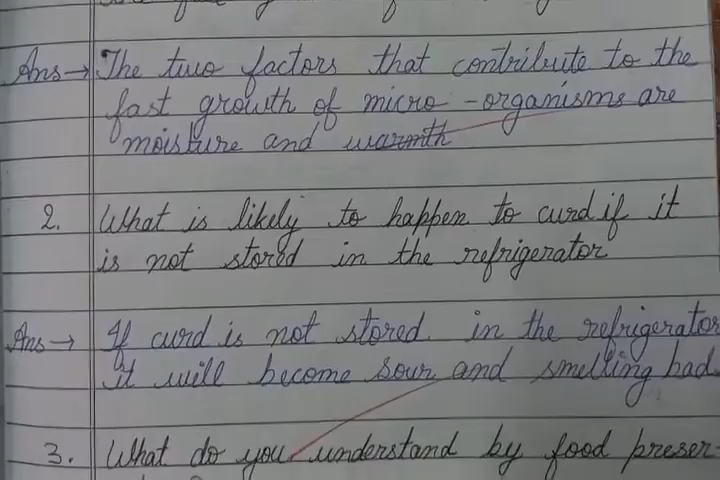 Ans → The two factors that contribute to the
fast growth of micro-organisms are
moisture and warmth
2. What is likely to happen to curd if it
is not stored in the refrigerator
Ans → If curd is not stored in the refrigerator
it will become sour and smelling bad.
3. What do you understand by food preser-